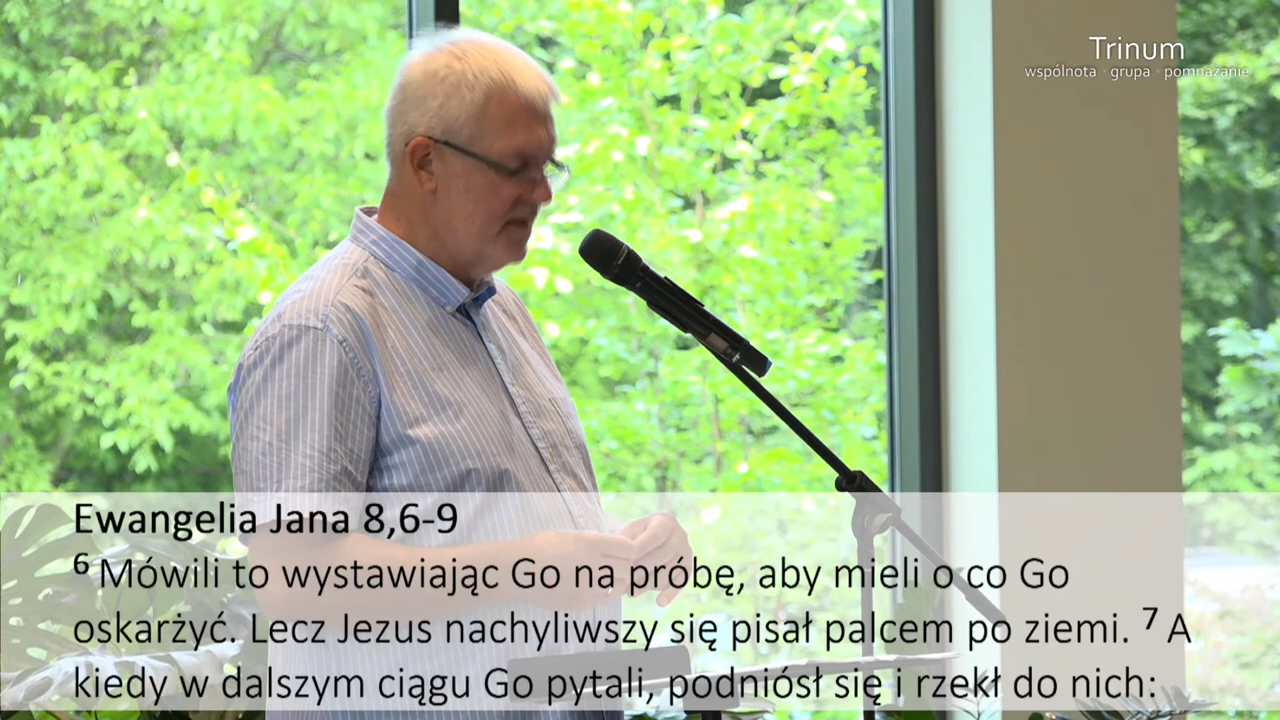 Trinum
wspólnota · grupa · pomnażanie
Ewangelia Jana 8,6-9
⁶ Mówili to wystawiając Go na próbę, aby mieli o co Go
oskarżyć. Lecz Jezus nachyliwszy się pisał palcem po ziemi. ⁷ A
kiedy w dalszym ciągu Go pytali, podniósł się i rzekł do nich: